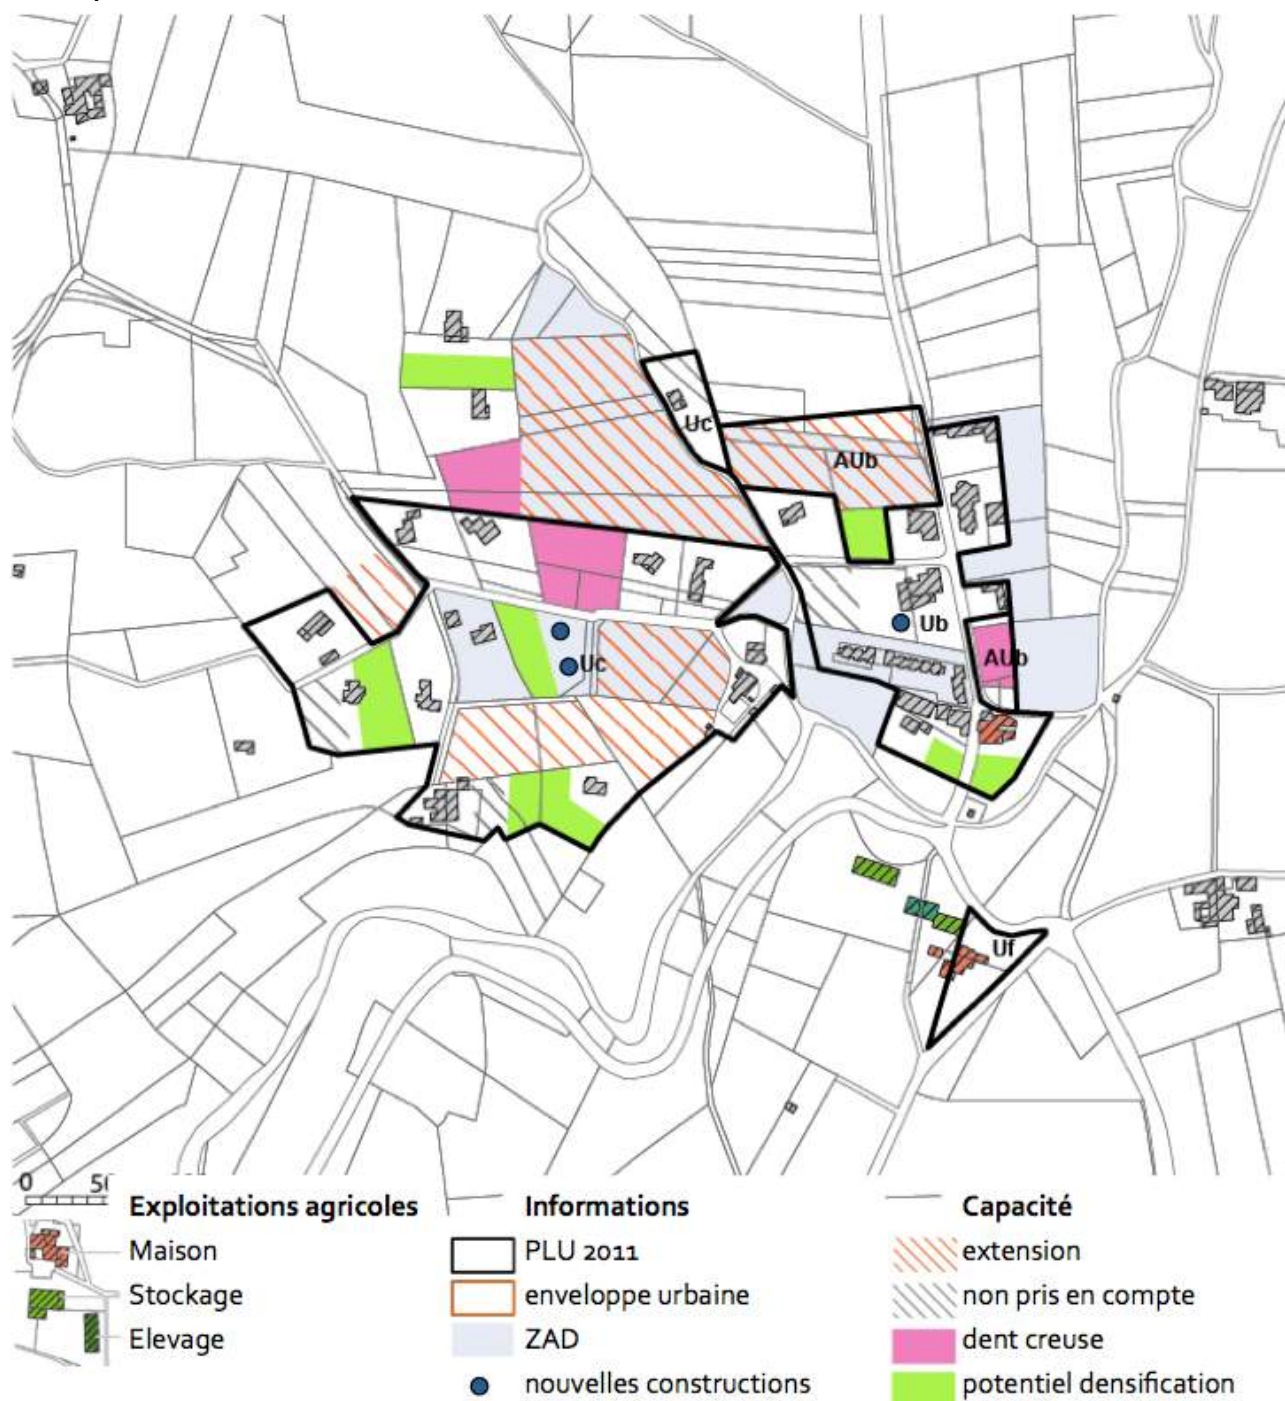 Uc
AUb
Ub
AUb
Uc
Uf
0
Exploitations agricoles
Maison
Stockage
Elevage
Informations
PLU 2011
enveloppe urbaine
ZAD
nouvelles constructions
Capacité
extension
non pris en compte
dent creuse
potiel densification